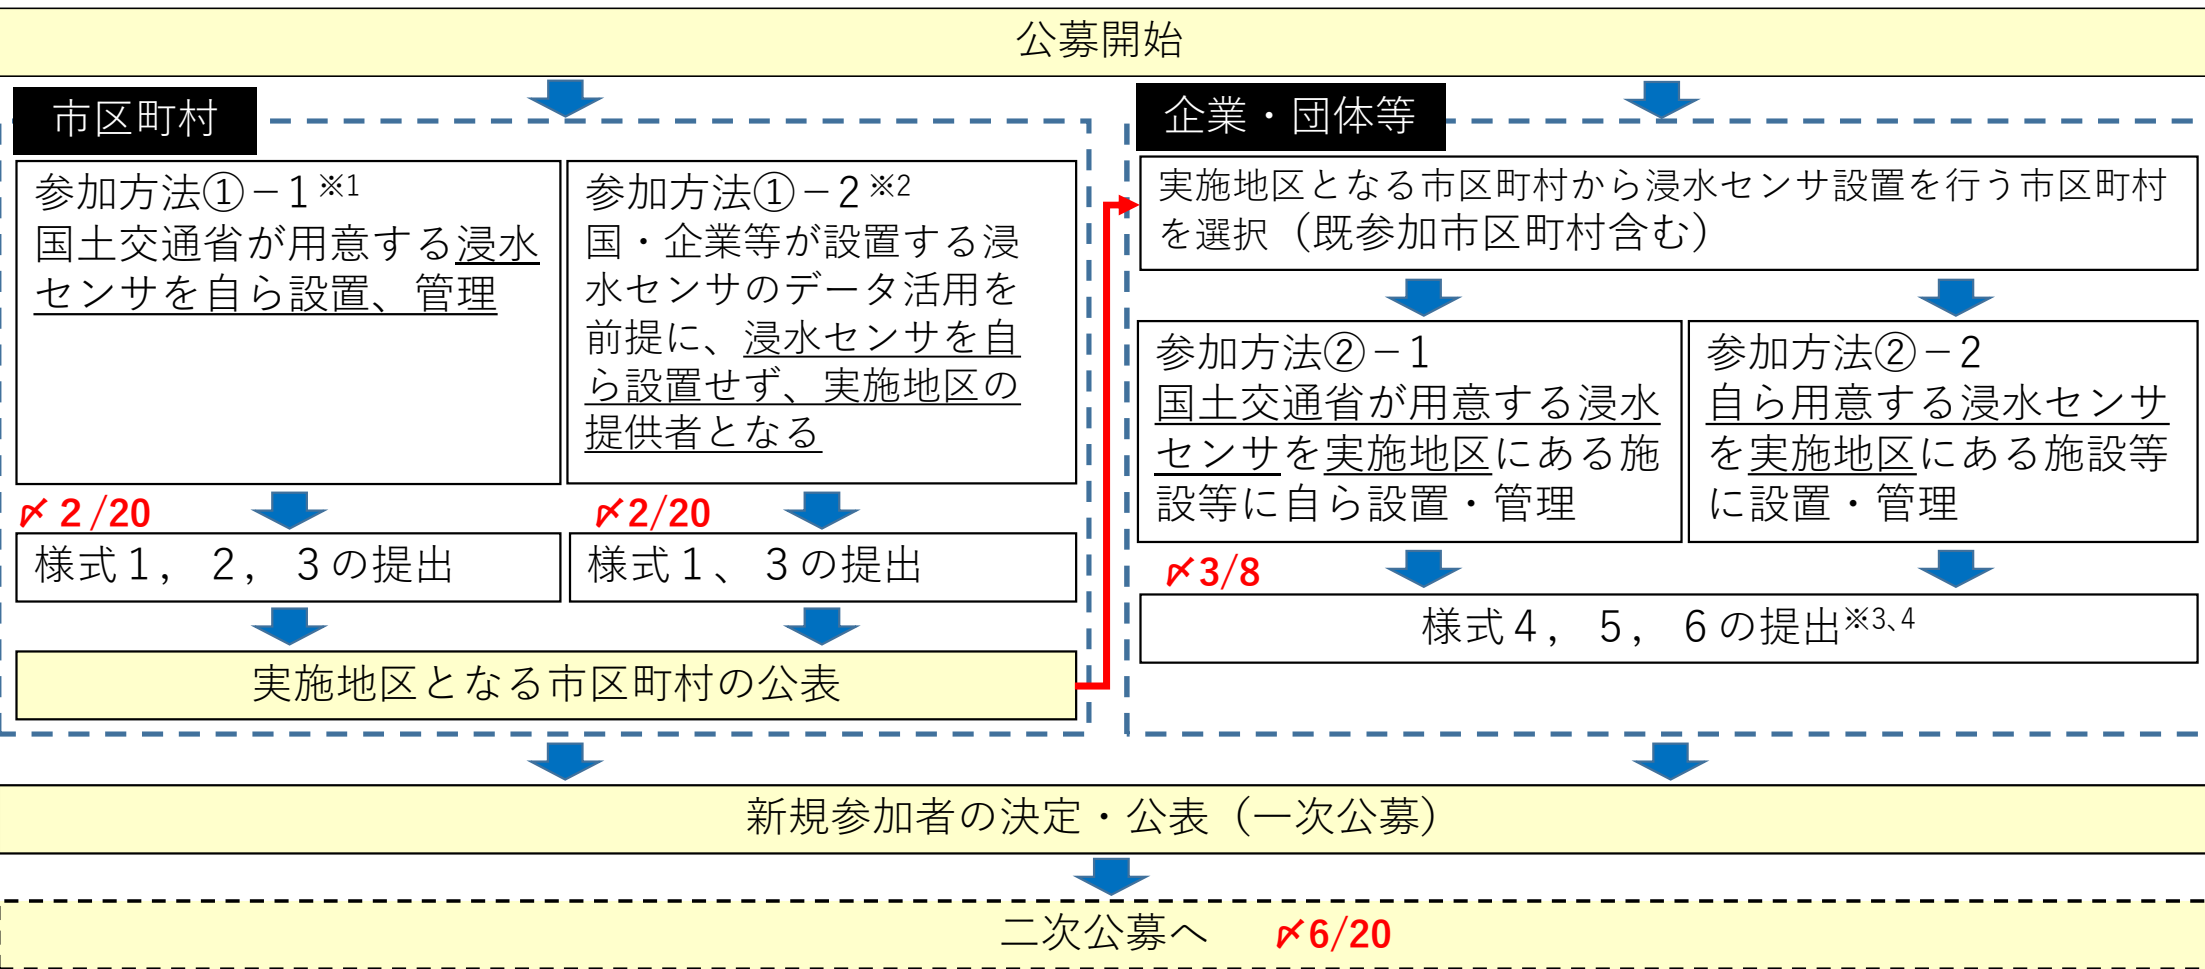 公募開始
市区町村
参加方法①－1※1
国土交通省が用意する浸水
センサを自ら設置、管理
参加方法①－2※2
国・企業等が設置する浸
水センサのデータ活用を
前提に、浸水センサを自
ら設置せず、実施地区の
提供者となる
〆２/20
様式１，２，３の提出
〆2/20
様式１、３の提出
実施地区となる市区町村の公表
企業・団体等
実施地区となる市区町村から浸水センサ設置を行う市区町村
を選択（既参加市区町村含む）
参加方法②－1
国土交通省が用意する浸水
センサを実施地区にある施
設等に自ら設置・管理
参加方法②－2
自ら用意する浸水センサ
を実施地区にある施設等
に設置・管理
〆3/8
様式４，５，６の提出※3、4
新規参加者の決定・公表（一次公募）
二次公募へ　〆6/20